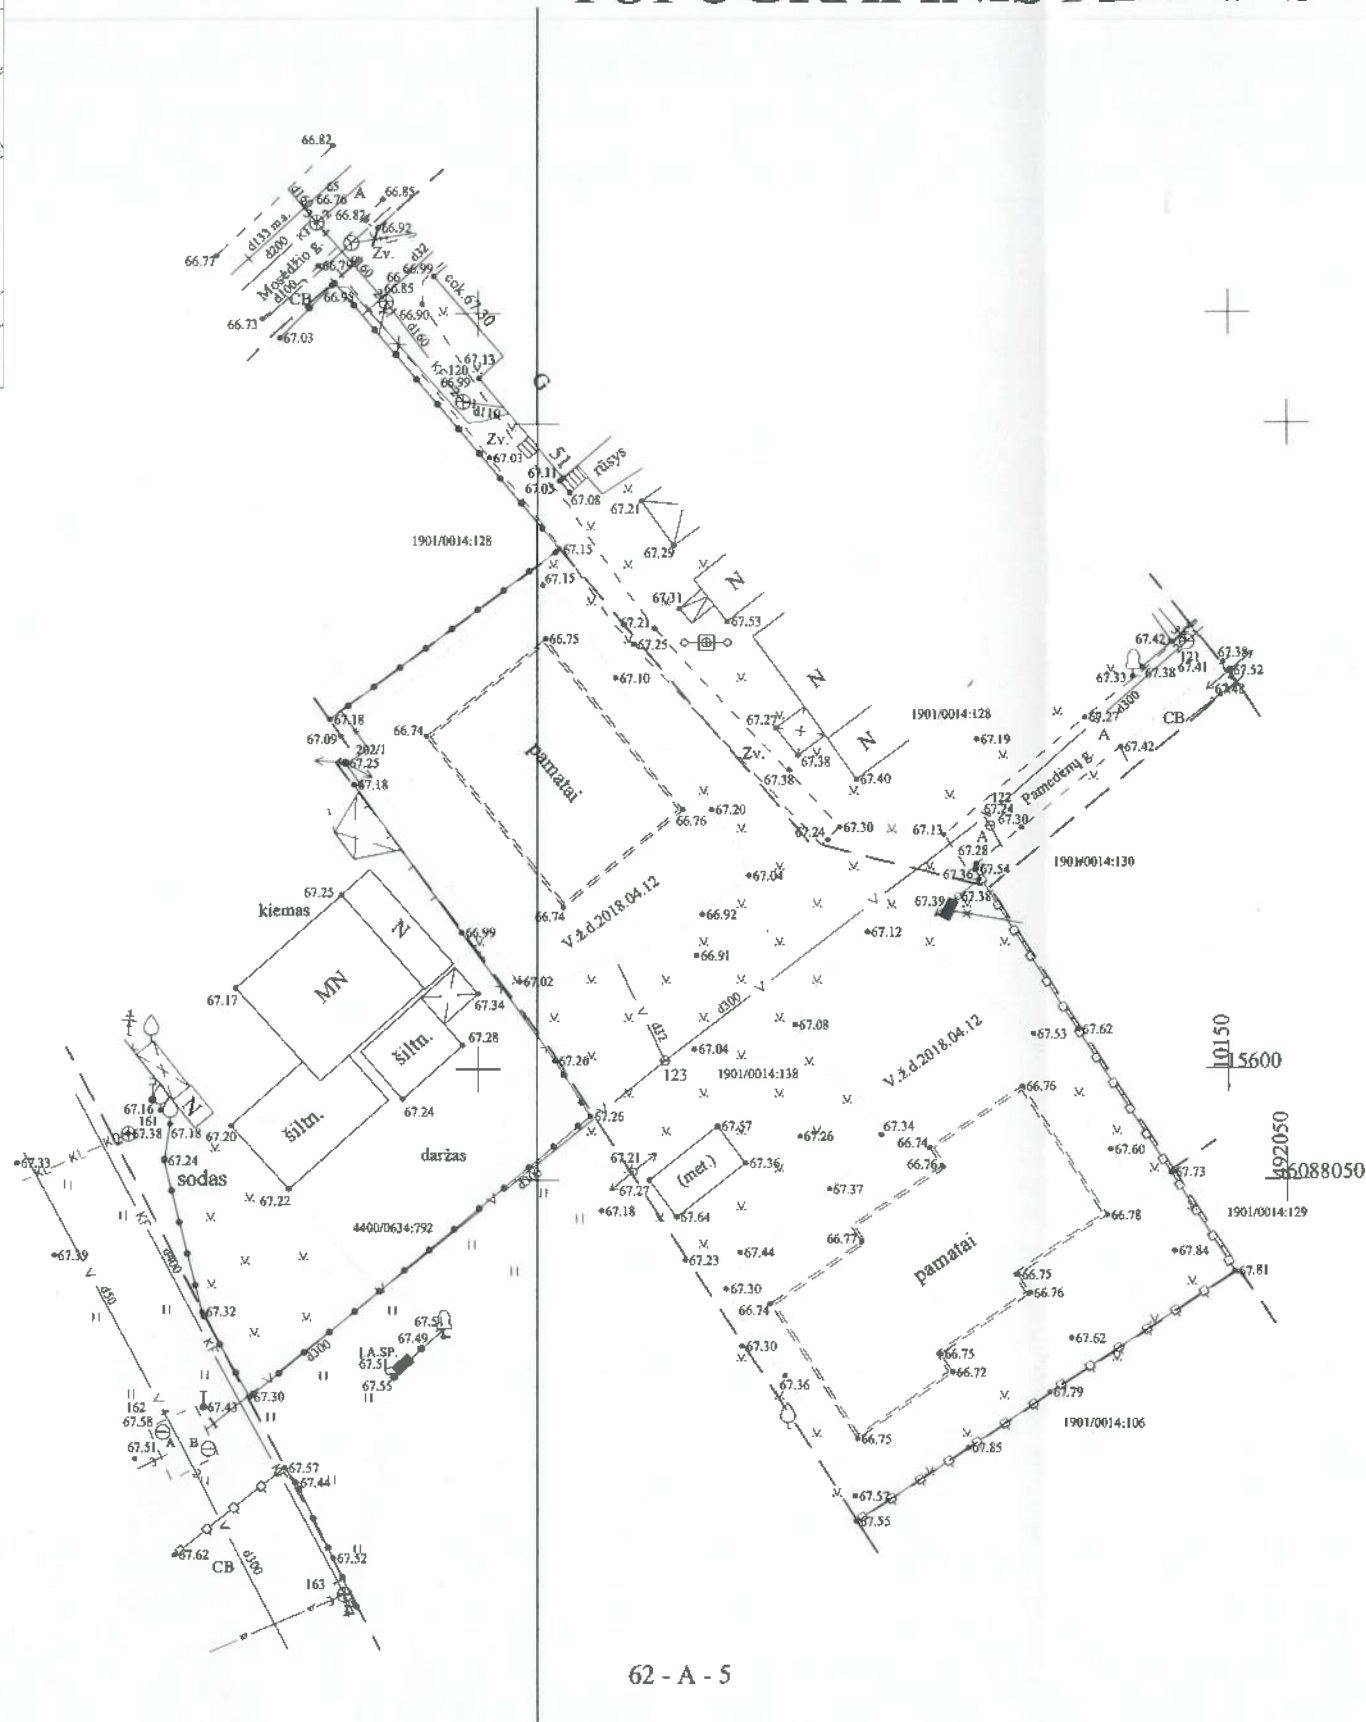 66.82
65
66.76
A
66.85
66.82
66.92
d133 ma.
d200
66.77
Zv.
d32
Mosėdžio g.
66.79
66.99
66.85
d100
CB
66.95
66.90
cok.67.30
66.73
67.03
d160
67.13
120
66.99
d110
G
Zv.
67.03
51
rūsys
67.11
67.05
67.08
67.21
67.29
1901/0014:128
67.15
67.15
67.31
N
67.53
67.21
67.25
66.75
67.10
N
67.42
121
67.41
67.38
67.52
67.48
67.33
67.38
67.18
67.09
66.74
202/1
67.25
67.18
67.27
N
1901/0014:128
67.27
d300
CB
67.19
A
67.42
Zv.
67.38
67.38
67.40
pamatai
Pamedėnų g.
66.76
67.20
122
67.24
67.30
67.24
67.30
67.13
A
67.28
67.54
67.36
1901/0014:130
67.04
67.25
kiemas
N
66.74
V.ž.d.2018.04.12
66.92
67.39
67.38
67.12
66.99
66.91
MN
67.17
67.02
67.34
d300
šiltn.
67.28
67.08
d32
V.ž.d.2018.04.12
67.53
67.62
10150
15600
67.04
67.26
123
1901/0014:138
66.76
67.16
161
N
67.18
67.24
67.38
67.20
šiltn.
67.26
67.57
67.26
67.34
66.74
67.60
492050
6088050
67.33
KL
KL
67.24
daržas
67.21
(met.)
67.36
66.76
67.73
sodas
67.22
d300
67.27
67.37
67.18
67.64
66.78
1901/0014:129
4400/0634:792
67.39
KF
d400
67.23
67.44
66.77
pamatai
67.84
d50
67.30
66.75
67.81
66.74
66.76
67.32
KF
67.51
67.49
I.A.SP.
67.51
67.55
d300
67.30
67.62
66.75
66.72
67.36
67.79
67.30
162
67.43
67.58
A
B
67.51
66.75
1901/0014:106
67.85
67.57
67.44
67.57
67.55
67.62
CB
d300
67.52
163
62 - A - 5